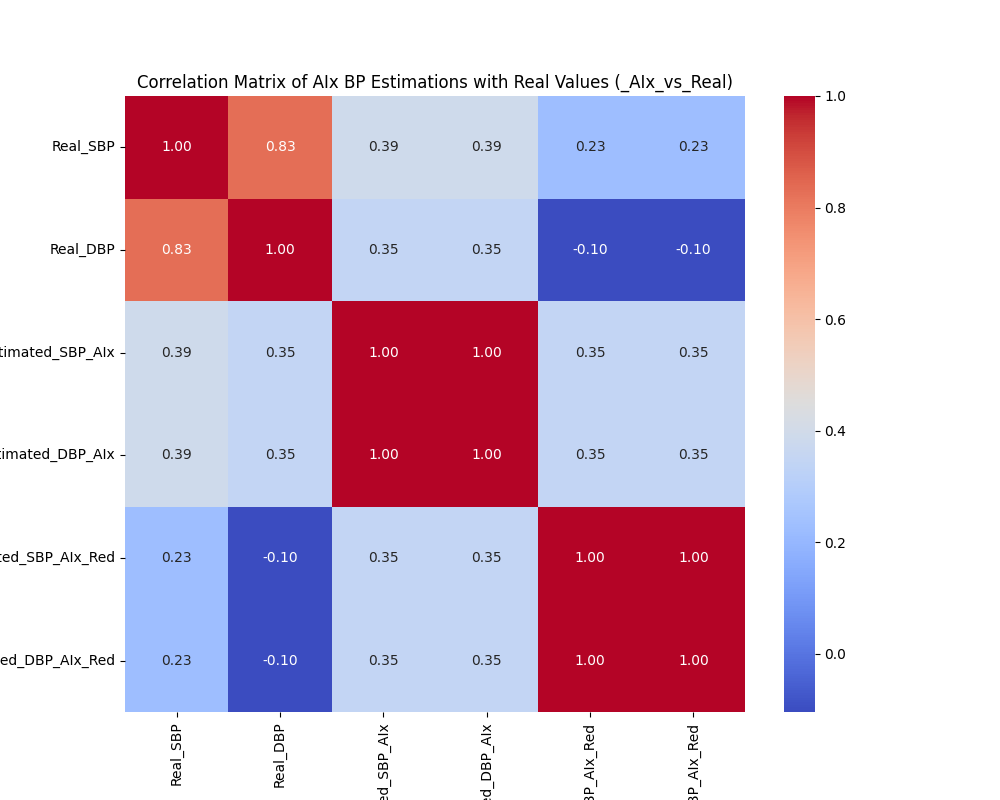 Correlation Matrix of AIx BP Estimations with Real Values (_AIx_vs_Real)
Real_SBP 1.00 0.83 0.39 0.39 0.23 0.23
Real_DBP 0.83 1.00 0.35 0.35 -0.10 -0.10
timated_SBP_AIx 0.39 0.35 1.00 1.00 0.35 0.35
timated_DBP_AIx 0.39 0.35 1.00 1.00 0.35 0.35
ted_SBP_AIx_Red 0.23 -0.10 0.35 0.35 1.00 1.00
ed_DBP_AIx_Red 0.23 -0.10 0.35 0.35 1.00 1.00
Real_SBP
Real_DBP
ed_SBP_AIx
ed_DBP_AIx
BP_AIx_Red
BP_AIx_Red
1.0
0.8
0.6
0.4
0.2
0.0